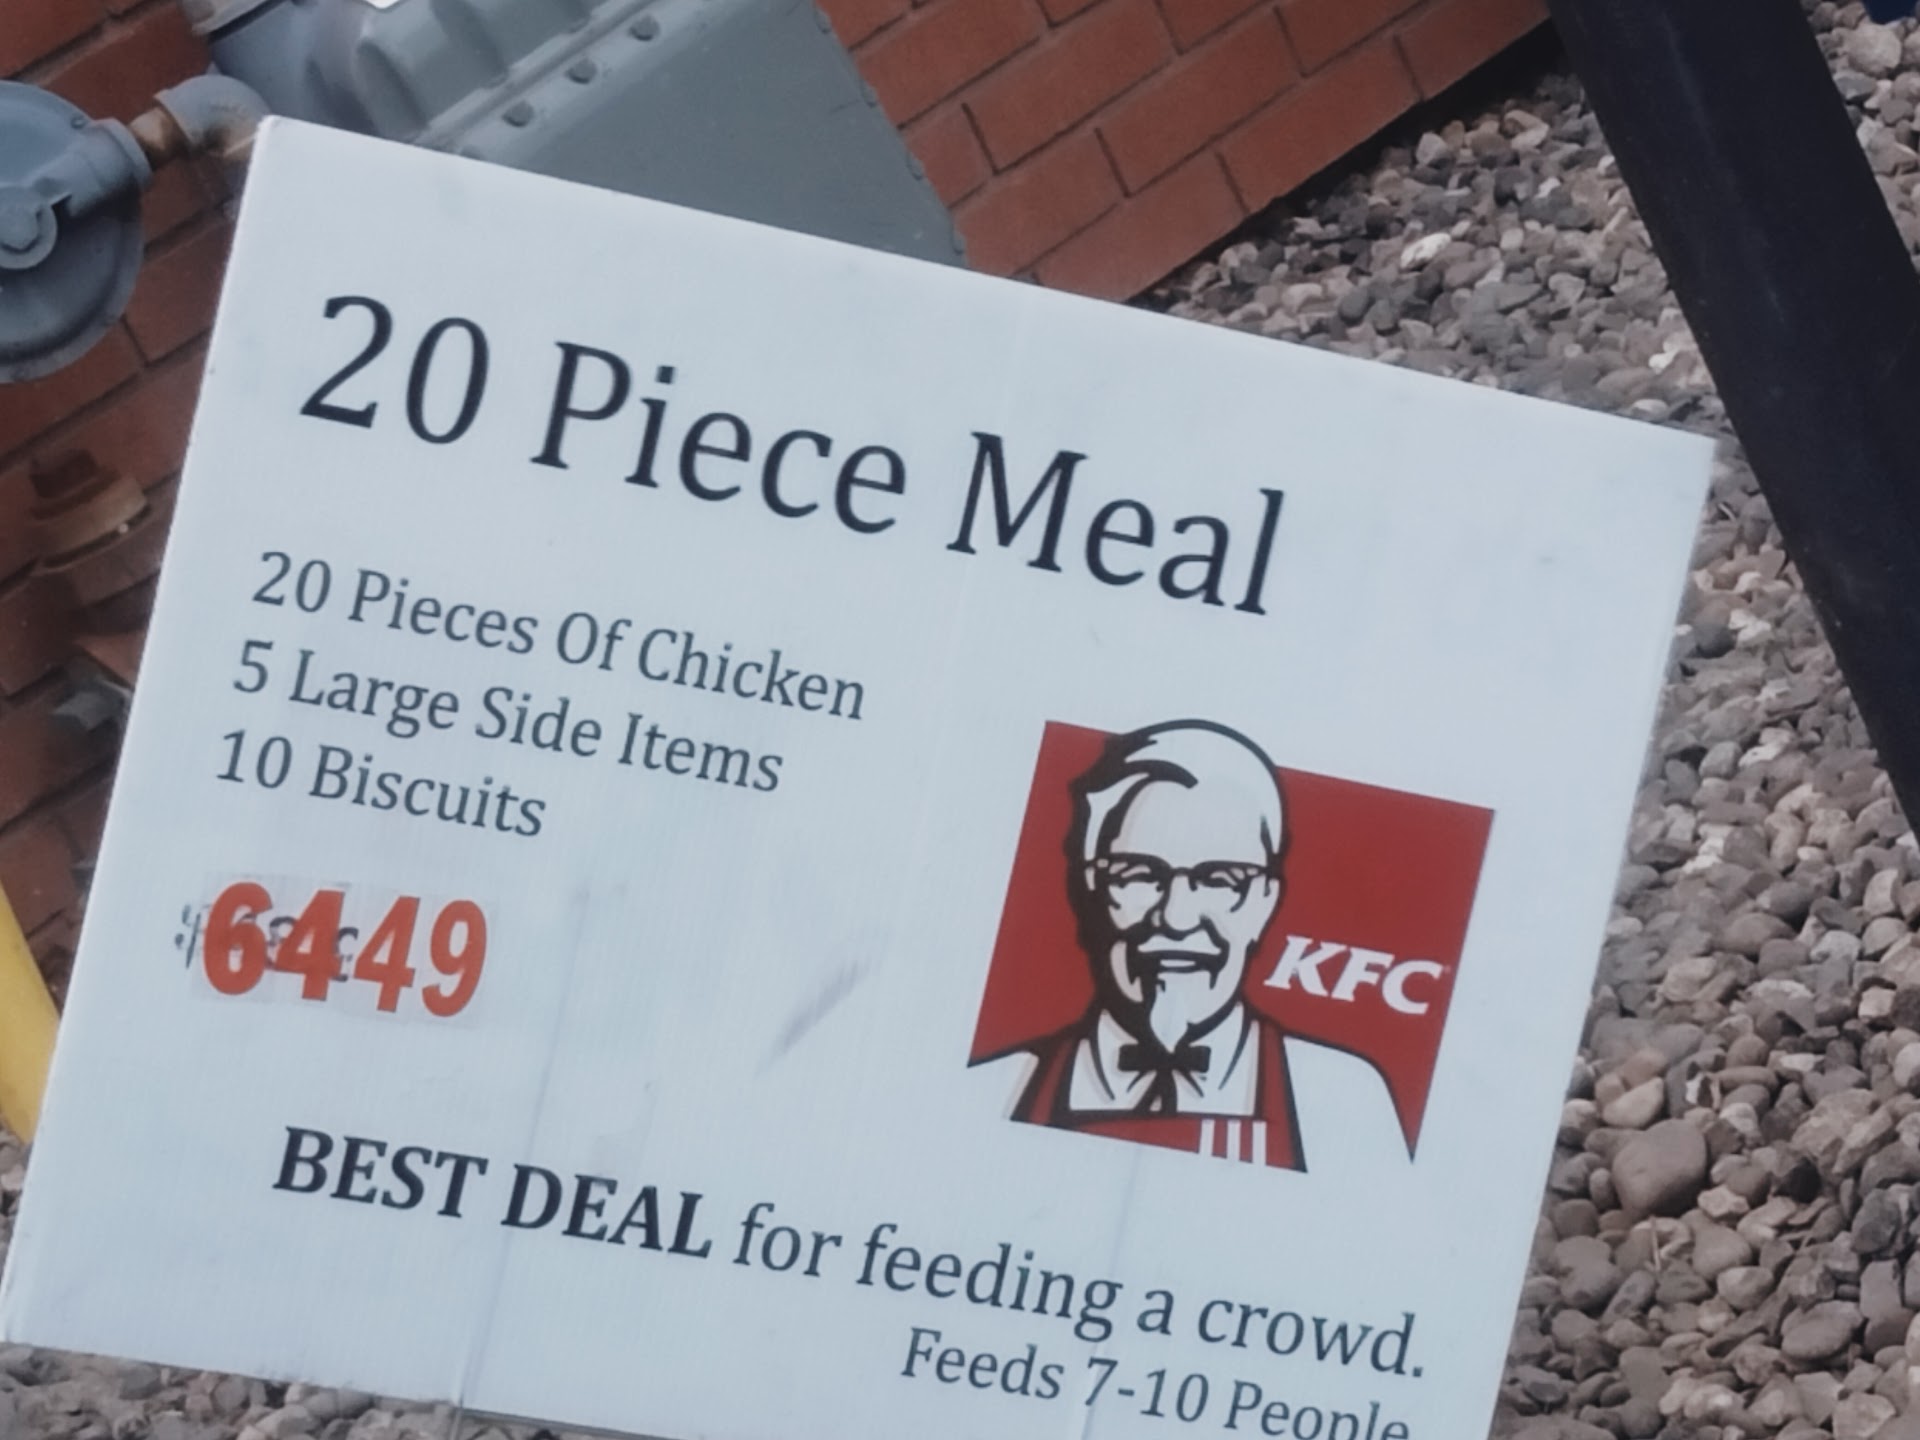 20 Piece Meal
20 Pieces Of Chicken
5 Large Side Items
10 Biscuits
6449
KFC
BEST DEAL for feeding a crowd.
Feeds 7-10 People